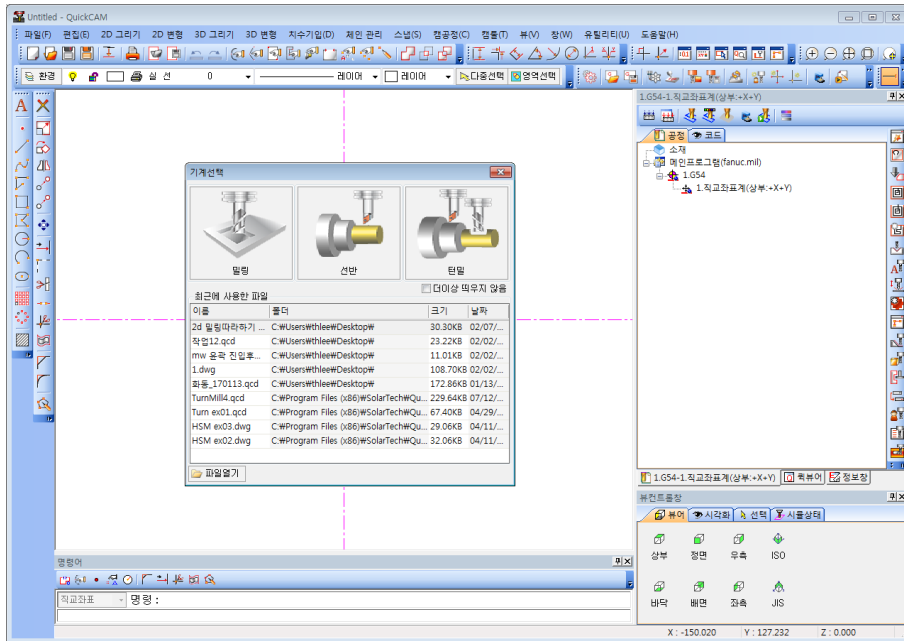 Untitled - QuickCAM
파일(F) 편집(E) 2D 그리기 2D 변형 3D 그리기 3D 변형 치수기입(D) 체인 관리 스냅(S) 캠공정(C) 캠툴(T) 뷰(V) 창(W) 유틸리티(U) 도움말(H)
환경 실 선 0 레이어 레이어 다중선택 영역선택
1.G54-1.직교좌표계(상부:+X+Y)
공정 코드
소재
메인프로그램(fanuc.mil)
1.G54
1.직교좌표계(상부:+X+Y)
기계선택
밀링 선반 턴밀
더이상 띄우지 않음
최근에 사용한 파일
이름 폴더 크기 날짜
2d 밀링따라하기 ... C:₩Users₩thlee₩Desktop₩ 30.30KB 02/07/...
작업12.qcd C:₩Users₩thlee₩Desktop₩ 23.22KB 02/02/...
mw 윤곽 진입후... C:₩Users₩thlee₩Desktop₩ 11.01KB 02/02/...
1.dwg C:₩Users₩thlee₩Desktop₩ 108.70KB 02/02/...
화동_170113.qcd C:₩Users₩thlee₩Desktop₩ 172.86KB 01/13/...
TurnMill4.qcd C:₩Program Files (x86)₩SolarTech₩Qu... 229.64KB 07/12/...
Turn ex01.qcd C:₩Program Files (x86)₩SolarTech₩Qu... 67.40KB 04/29/...
HSM ex03.dwg C:₩Program Files (x86)₩SolarTech₩Qu... 29.06KB 04/11/...
HSM ex02.dwg C:₩Program Files (x86)₩SolarTech₩Qu... 32.06KB 04/11/...
파일열기
1.G54-1.직교좌표계(상부:+X+Y) 퀵뷰어 정보창
뷰컨트롤창
뷰어 시각화 선택 시뮬상태
상부 정면 우측 ISO
바닥 배면 좌측 JIS
명령어
직교좌표 명령 :
X : -150.020 Y : 127.232 Z : 0.000